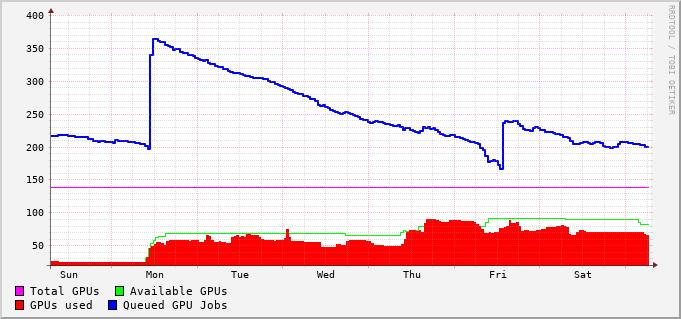 400
350
300
250
200
150
100
50
Sun Mon Tue Wed Thu Fri Sat
Total GPUs Available GPUs
GPUs used Queued GPU Jobs
RRDTOOL / TOBI OETIKER